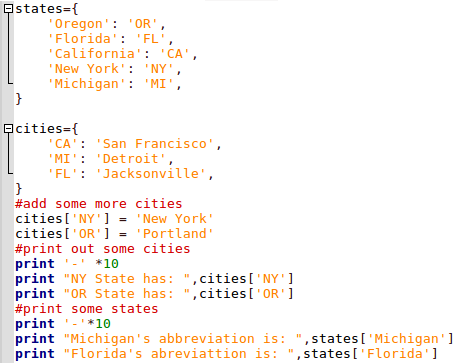 states={
    'Oregon': 'OR',
    'Florida': 'FL',
    'California': 'CA',
    'New York': 'NY',
    'Michigan': 'MI',
}

cities={
    'CA': 'San Francisco',
    'MI': 'Detroit',
    'FL': 'Jacksonville',
}
#add some more cities
cities['NY'] = 'New York'
cities['OR'] = 'Portland'
#print out some cities
print '-' *10
print "NY State has: ",cities['NY']
print "OR State has: ",cities['OR']
#print some states
print '-'*10
print "Michigan's abbreviation is: ",states['Michigan']
print "Florida's abreviattion is: ",states['Florida']